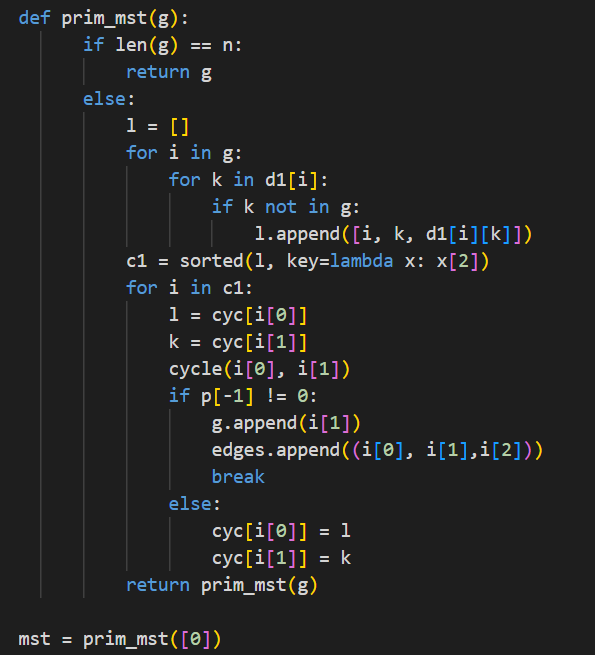 def prim_mst(g):
    if len(g) == n:
        return g
    else:
        l = []
        for i in g:
            for k in d1[i]:
                if k not in g:
                    l.append([i, k, d1[i][k]])
        c1 = sorted(l, key=lambda x: x[2])
        for i in c1:
            l = cyc[i[0]]
            k = cyc[i[1]]
            cycle(i[0], i[1])
            if p[-1] != 0:
                g.append(i[1])
                edges.append((i[0], i[1],i[2]))
                break
            else:
                cyc[i[0]] = l
                cyc[i[1]] = k
        return prim_mst(g)

mst = prim_mst([0])